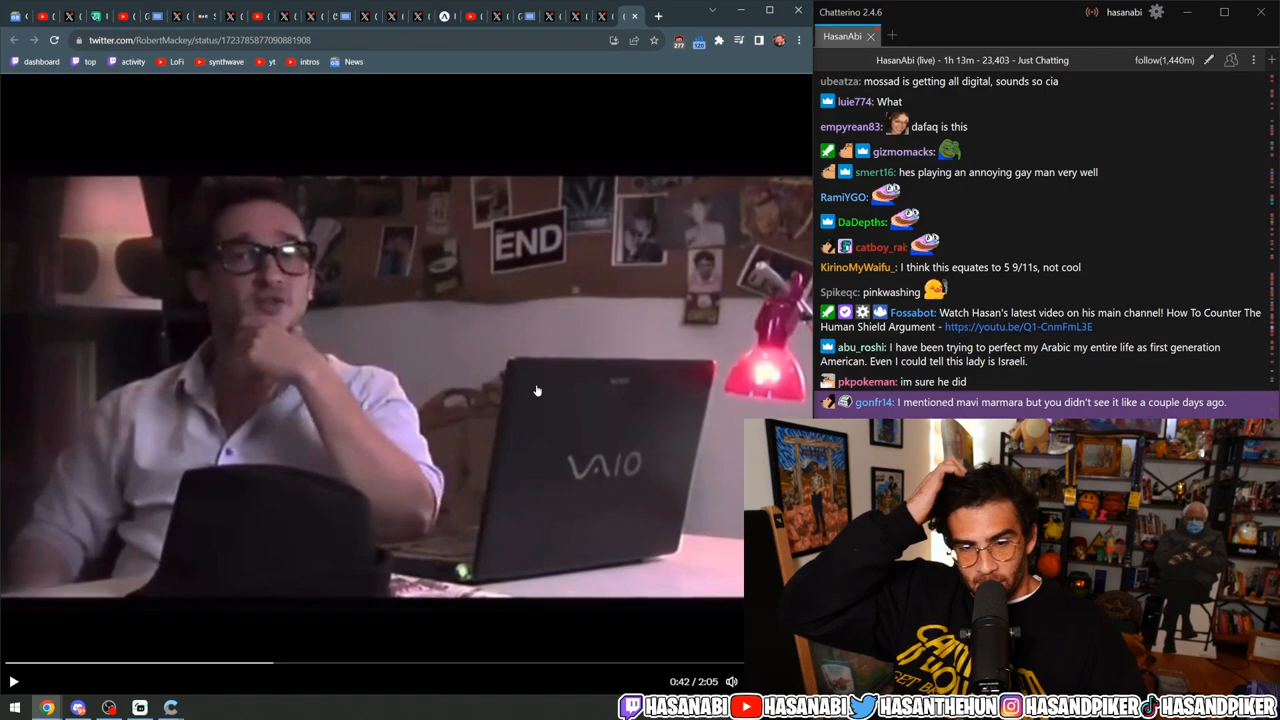 twitter.com/RobertMackey/status/1723785877090881908
277
120
dashboard
top
activity
LoFi
synthwave
yt
intros
News
END
VAIO
0:42 / 2:05
Chatterino 2.4.6
hasanabi
HasanAbi
HasanAbi (live) - 1h 13m - 23,403 - Just Chatting
follow(1,440m)
ubeatza: mossad is getting all digital, sounds so cia
luie774: What
empyrean83: dafaq is this
gizmomacks:
smert16: hes playing an annoying gay man very well
RamiYGO:
DaDepths:
catboy_rai:
KirinoMyWaifu_: I think this equates to 5 9/11s, not cool
Spikeqc: pinkwashing
Fossabot: Watch Hasan's latest video on his main channel! How To Counter The
Human Shield Argument - https://youtu.be/Q1-CnmFmL3E
abu_roshi: I have been trying to perfect my Arabic my entire life as first generation
American. Even I could tell this lady is Israeli.
pkpokeman: im sure he did
gonfr14: I mentioned mavi marmara but you didn't see it like a couple days ago.
HASANABI HASANABI HASANTHEHUN HASANDPIKER HASANDPIKER